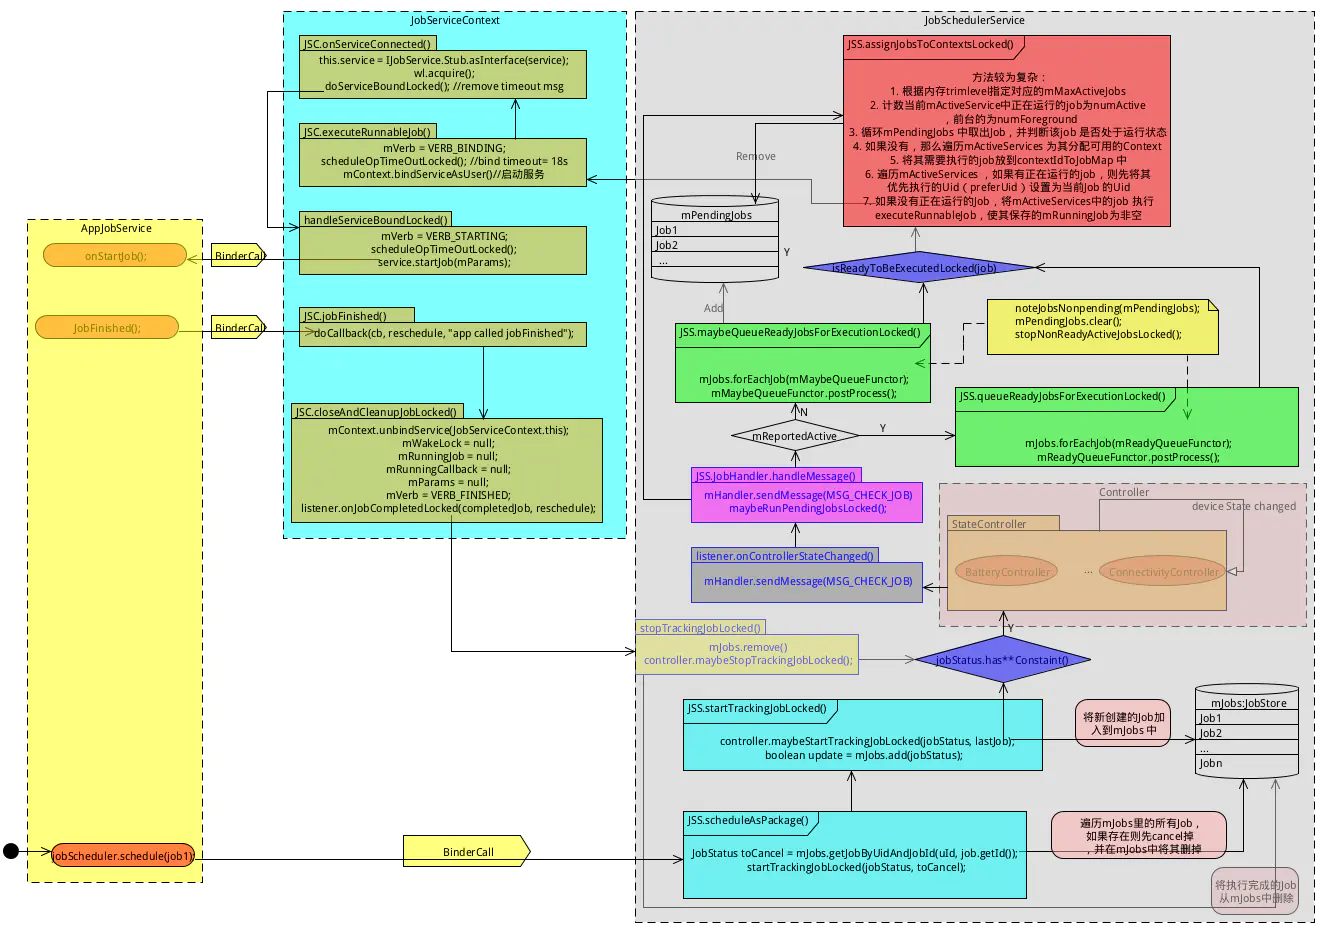 AppJobService
onStartJob();
JobFinished();
jobScheduler.schedule(job1);
BinderCall
BinderCall
BinderCall
JobServiceContext
JSC.onServiceConnected()
this.service = IJobService.Stub.asInterface(service);
wl.acquire();
doServiceBoundLocked(); //remove timeout msg
JSC.executeRunnableJob()
mVerb = VERB_BINDING;
scheduleOpTimeOutLocked(); //bind timeout= 18s
mContext.bindServiceAsUser()//启动服务
handleServiceBoundLocked()
mVerb = VERB_STARTING;
scheduleOpTimeOutLocked();
service.startJob(mParams);
JSC.jobFinished()
doCallback(cb, reschedule, "app called jobFinished");
JSC.closeAndCleanupJobLocked()
mContext.unbindService(JobServiceContext.this);
mWakeLock = null;
mRunningJob = null;
mRunningCallback = null;
mParams = null;
mVerb = VERB_FINISHED;
listener.onJobCompletedLocked(completedJob, reschedule);
JobSchedulerService
JSS.assignJobsToContextsLocked()
方法较为复杂：
1. 根据内存trimlevel指定对应的mMaxActiveJobs
2. 计数当前mActiveService中正在运行的job为numActive
，前台的为numForeground
3. 循环mPendingJobs 中取出Job，并判断该job 是否处于运行状态
4. 如果没有，那么遍历mActiveServices 为其分配可用的Context
5. 将其需要执行的job放到contextIdToJobMap 中
6. 遍历mActiveServices ，如果有正在运行的job，则先将其
优先执行的Uid（preferUid）设置为当前Job 的Uid
7. 如果没有正在运行的job，将mActiveServices中的job 执行
executeRunnableJob，使其保存的mRunningJob为非空
Remove
mPendingJobs
Job1
Job2
...
Y
isReadyToBeExecutedLocked(job)
Add
noteJobsNonpending(mPendingJobs);
mPendingJobs.clear();
stopNonReadyActiveJobsLocked();
JSS.maybeQueueReadyJobsForExecutionLocked()
mJobs.forEachJob(mMaybeQueueFunctor);
mMaybeQueueFunctor.postProcess();
JSS.queueReadyJobsForExecutionLocked()
mJobs.forEachJob(mReadyQueueFunctor);
mReadyQueueFunctor.postProcess();
N
mReportedActive
Y
JSS.JobHandler.handleMessage()
mHandler.sendMessage(MSG_CHECK_JOB)
maybeRunPendingJobsLocked();
Controller
device State changed
StateController
BatteryController
...
ConnectivityController
listener.onControllerStateChanged()
mHandler.sendMessage(MSG_CHECK_JOB)
stopTrackingJobLocked()
mJobs.remove()
controller.maybeStopTrackingJobLocked();
Y
jobStatus.has**Constaint()
JSS.startTrackingJobLocked()
controller.maybeStartTrackingJobLocked(jobStatus, lastJob);
boolean update = mJobs.add(jobStatus);
将新创建的Job加
入到mJobs 中
mJobs:JobStore
Job1
Job2
...
Jobn
JSS.scheduleAsPackage()
JobStatus toCancel = mJobs.getJobByUidAndJobId(uId, job.getId());
startTrackingJobLocked(jobStatus, toCancel);
遍历mJobs里的所有Job，
如果存在则先cancel掉
，并在mJobs中将其删掉
将执行完成的Job
从mJobs中删除